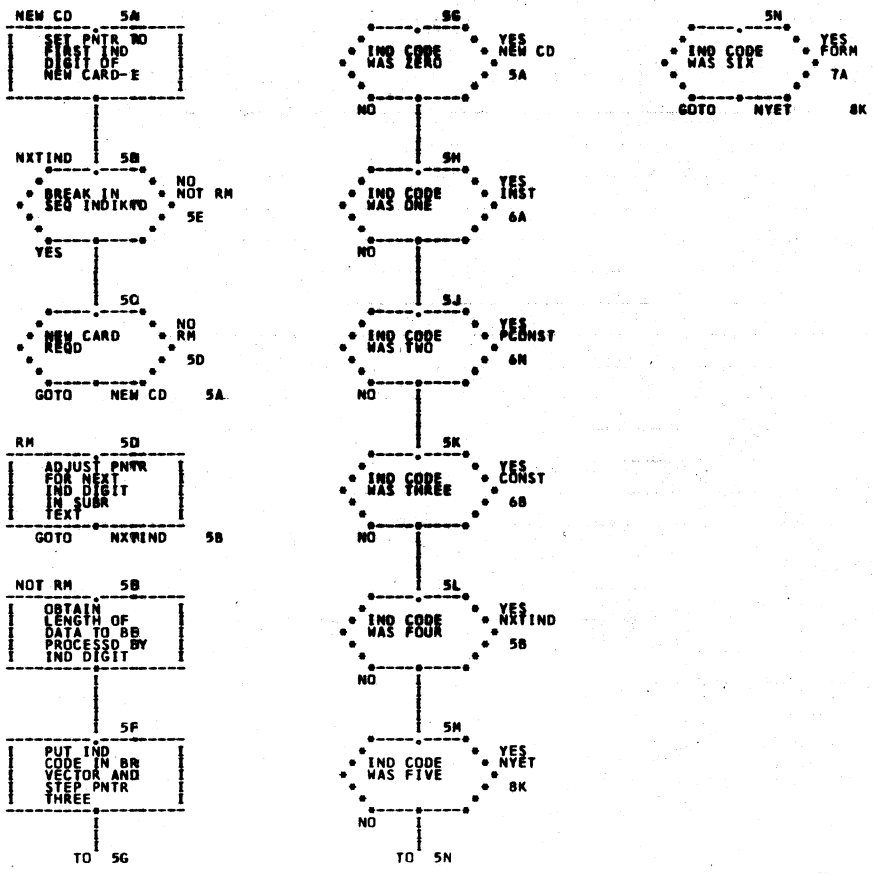 NEW CD 5A
SET PNTR TO
FIRST IND
DIGIT OF
NEW CARD-1
NXTIND 5B
BREAK IN
SEQ INDIKTD
NO
NOT RM
5E
YES
5C
NEW CARD
REQD
NO
RM
5D
GOTO NEW CD 5A
RM 5D
ADJUST PNTR
FOR NEXT
IND DIGIT
IN SUBR
TEXT
GOTO NXTIND 5B
NOT RM
OBTAIN
LENGTH OF
DATA TO BE
PROCESSD BY
IND DIGIT
5F
PUT IND
CODE IN BR
VECTOR AND
STEP PNTR
THREE
TO 5G
5G
IND CODE
WAS ZERO
YES
NEW CD
5A
NO
5H
IND CODE
WAS ONE
YES
INST
6A
NO
5J
IND CODE
WAS TWO
YES
PCONST
6N
NO
5K
IND CODE
WAS THREE
YES
CONST
6B
NO
5L
IND CODE
WAS FOUR
YES
NXTIND
5B
NO
5M
IND CODE
WAS FIVE
YES
NYET
8K
NO
TO 5N
5N
IND CODE
WAS SIX
YES
FORM
7A
GOTO NYET 8K